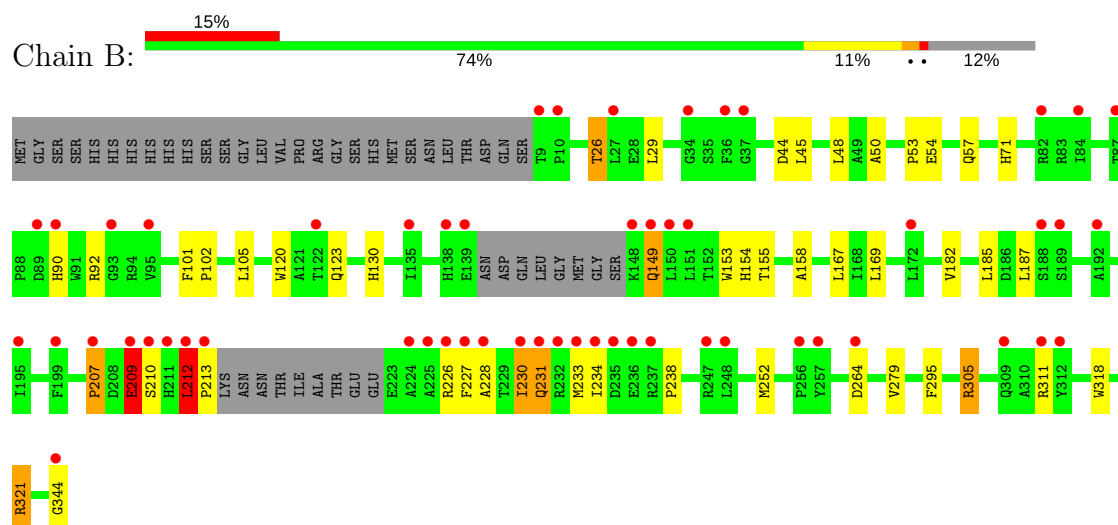 15%
Chain B:
74% 11% • • 12%
MET GLY SER SER HIS HIS HIS HIS HIS HIS SER SER GLY LEU VAL PRO ARG GLY SER HIS MET SER ASN LEU THR ASP GLN SER T9 P10 T26 L27 E28 L29 G34 S35 F36 G37 D44 L45 L48 A49 A50 P53 E54 Q57 H71 R82 R83 I84 T87
P88 D89 H90 W91 R92 G93 R94 V95 F101 P102 L105 W120 A121 T122 Q123 H130 I135 H138 E139 ASN ASP GLN LEU GLY MET GLY SER K148 Q149 L150 L151 T152 W153 H154 T155 A158 L167 I168 L169 L172 V182 L185 D186 L187 S188 S189 A192
I195 F199 P207 D208 E209 S210 H211 L212 P213 LYS ASN ASN THR ILE ALA THR GLU GLU E223 A224 A225 R226 F227 A228 T229 I230 Q231 R232 M233 I234 D235 E236 R237 P238 R247 L248 M252 P256 Y257 D264 V279 F295 R305 Q309 A310 R311 Y312 W318
R321 G344